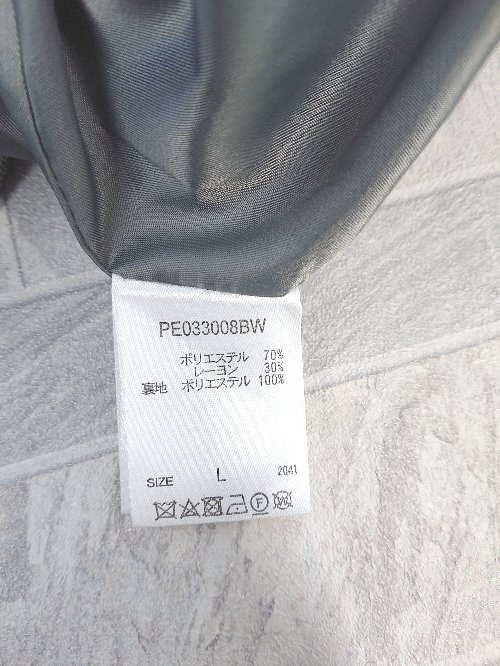 PE033008BW
ポリエステル 70%
レーヨン 30%
裏地 ポリエステル 100%
SIZE L 2041
F W